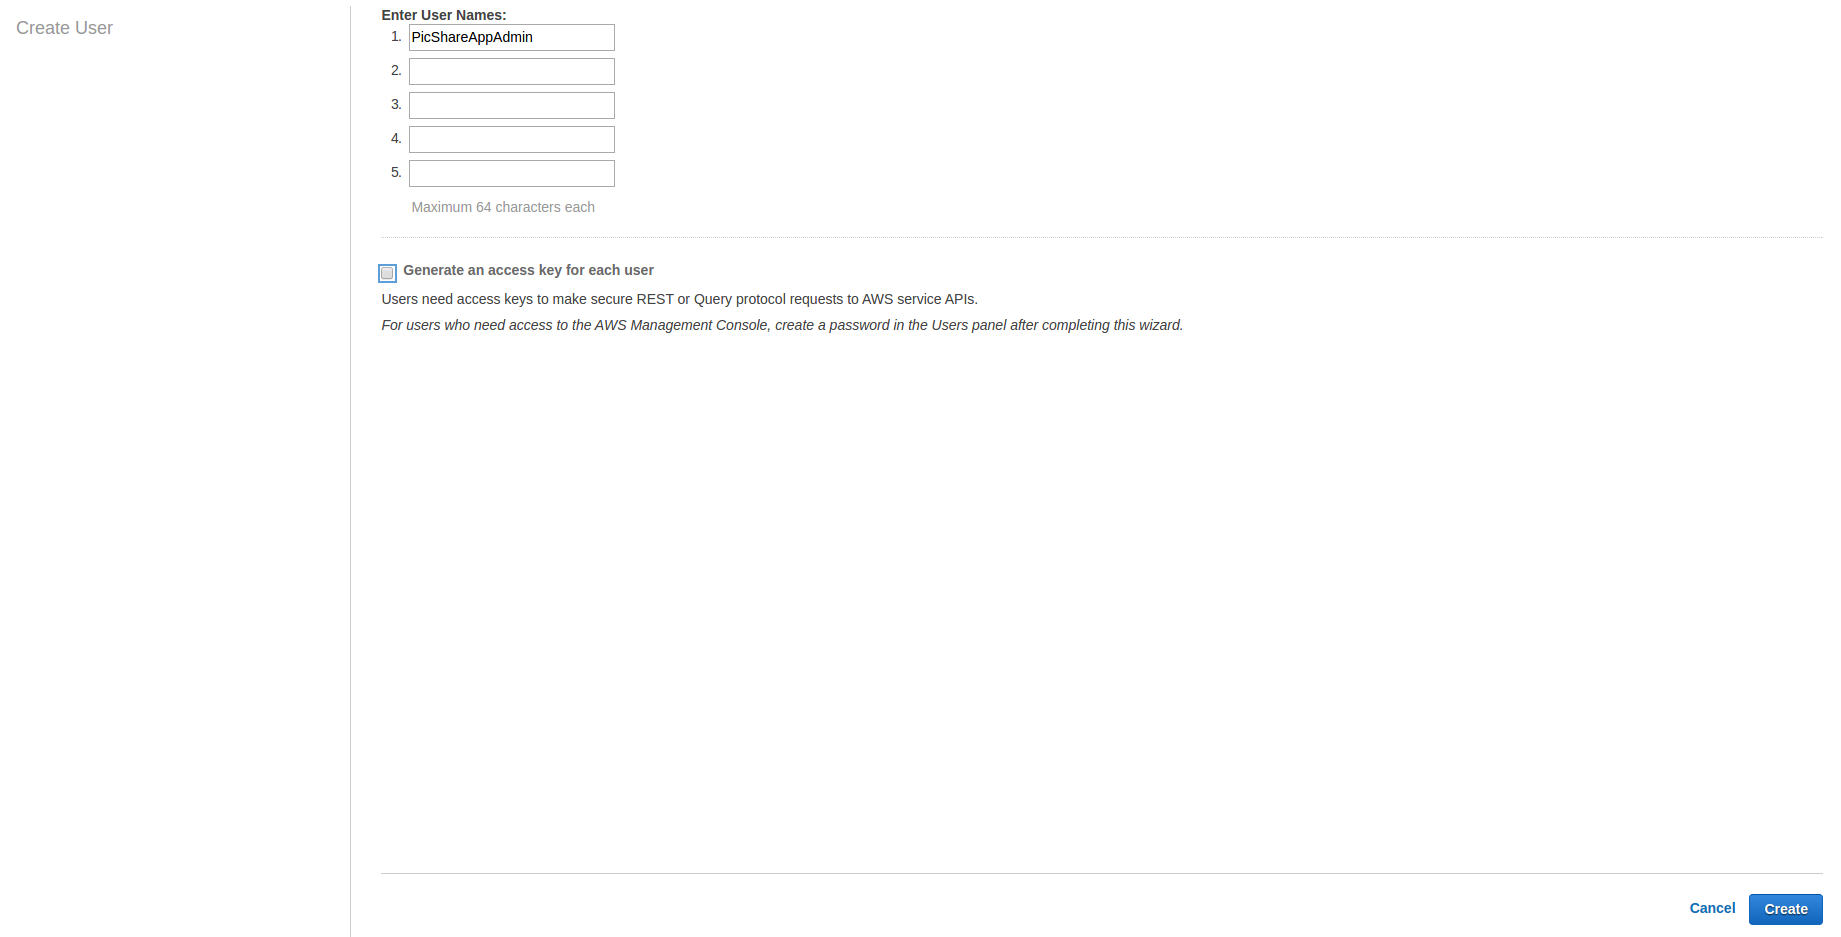 Create User
Enter User Names:
1. PicShareAppAdmin
2.
3.
4.
5.
Maximum 64 characters each
Generate an access key for each user
Users need access keys to make secure REST or Query protocol requests to AWS service APIs.
For users who need access to the AWS Management Console, create a password in the Users panel after completing this wizard.
Cancel Create